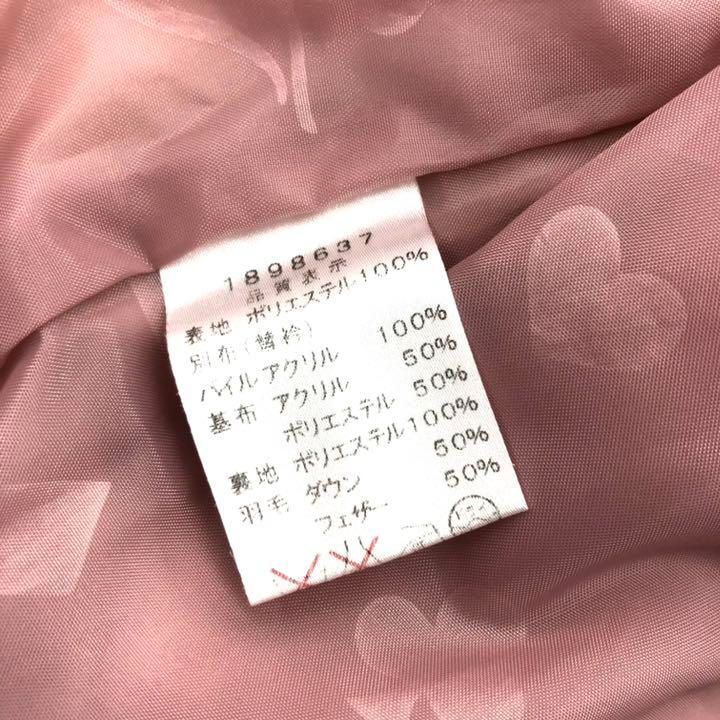 1898637
品質表示
表地 ポリエステル100%
別布(替衿)
パイル アクリル 100%
基布 アクリル 50%
ポリエステル 50%
裏地 ポリエステル100%
羽毛 ダウン 50%
フェザー 50%